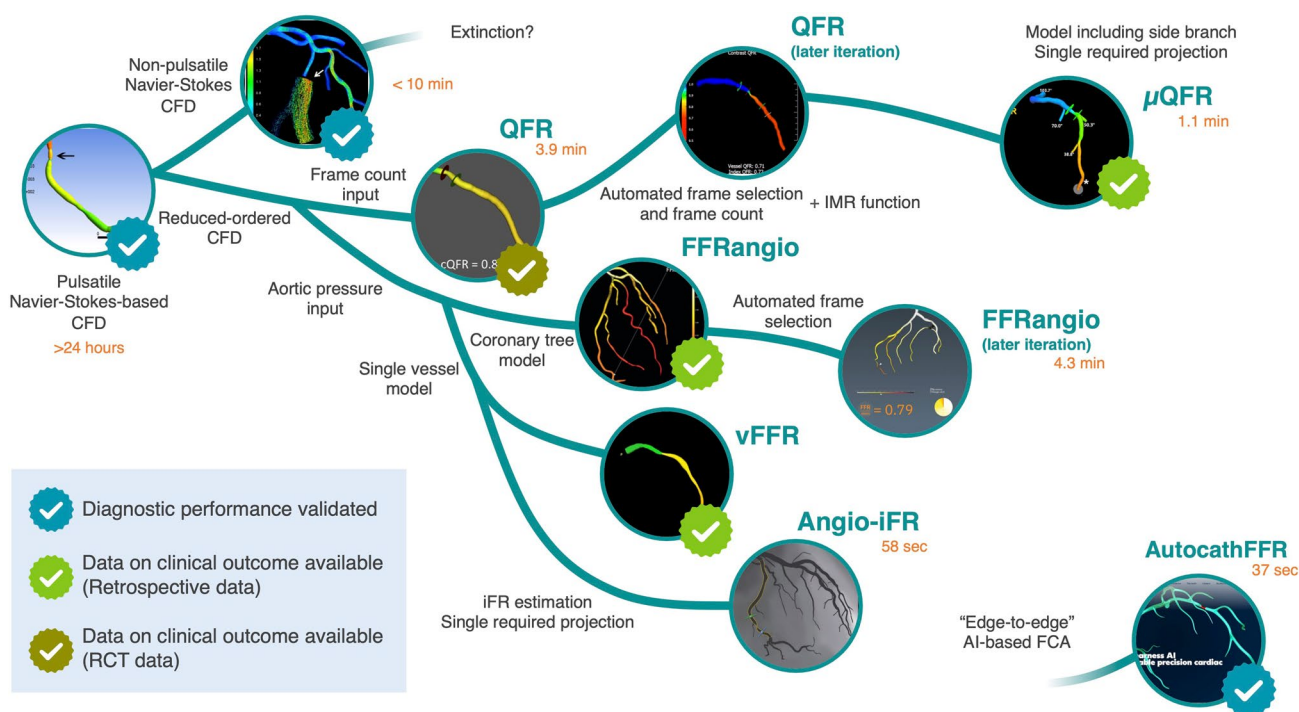 Extinction?
Non-pulsatile
Navier-Stokes
CFD
< 10 min
QFR
(later iteration)
Contrast QFR
Vessel QFR: 0.71
Model including side branch
Single required projection
µQFR
1.1 min
QFR
3.9 min
Frame count
input
cQFR = 0.8
Automated frame selection
and frame count
+ IMR function
Reduced-ordered
CFD
Pulsatile
Navier-Stokes-based
CFD
>24 hours
Aortic pressure
input
FFRangio
Coronary tree
model
Automated frame
selection
FFRangio
(later iteration)
4.3 min
= 0.79
Single vessel
model
vFFR
Angio-iFR
58 sec
iFR estimation
Single required projection
AutocathFFR
37 sec
“Edge-to-edge”
AI-based FCA
arness AI
able precision cardiac
Diagnostic performance validated
Data on clinical outcome available
(Retrospective data)
Data on clinical outcome available
(RCT data)